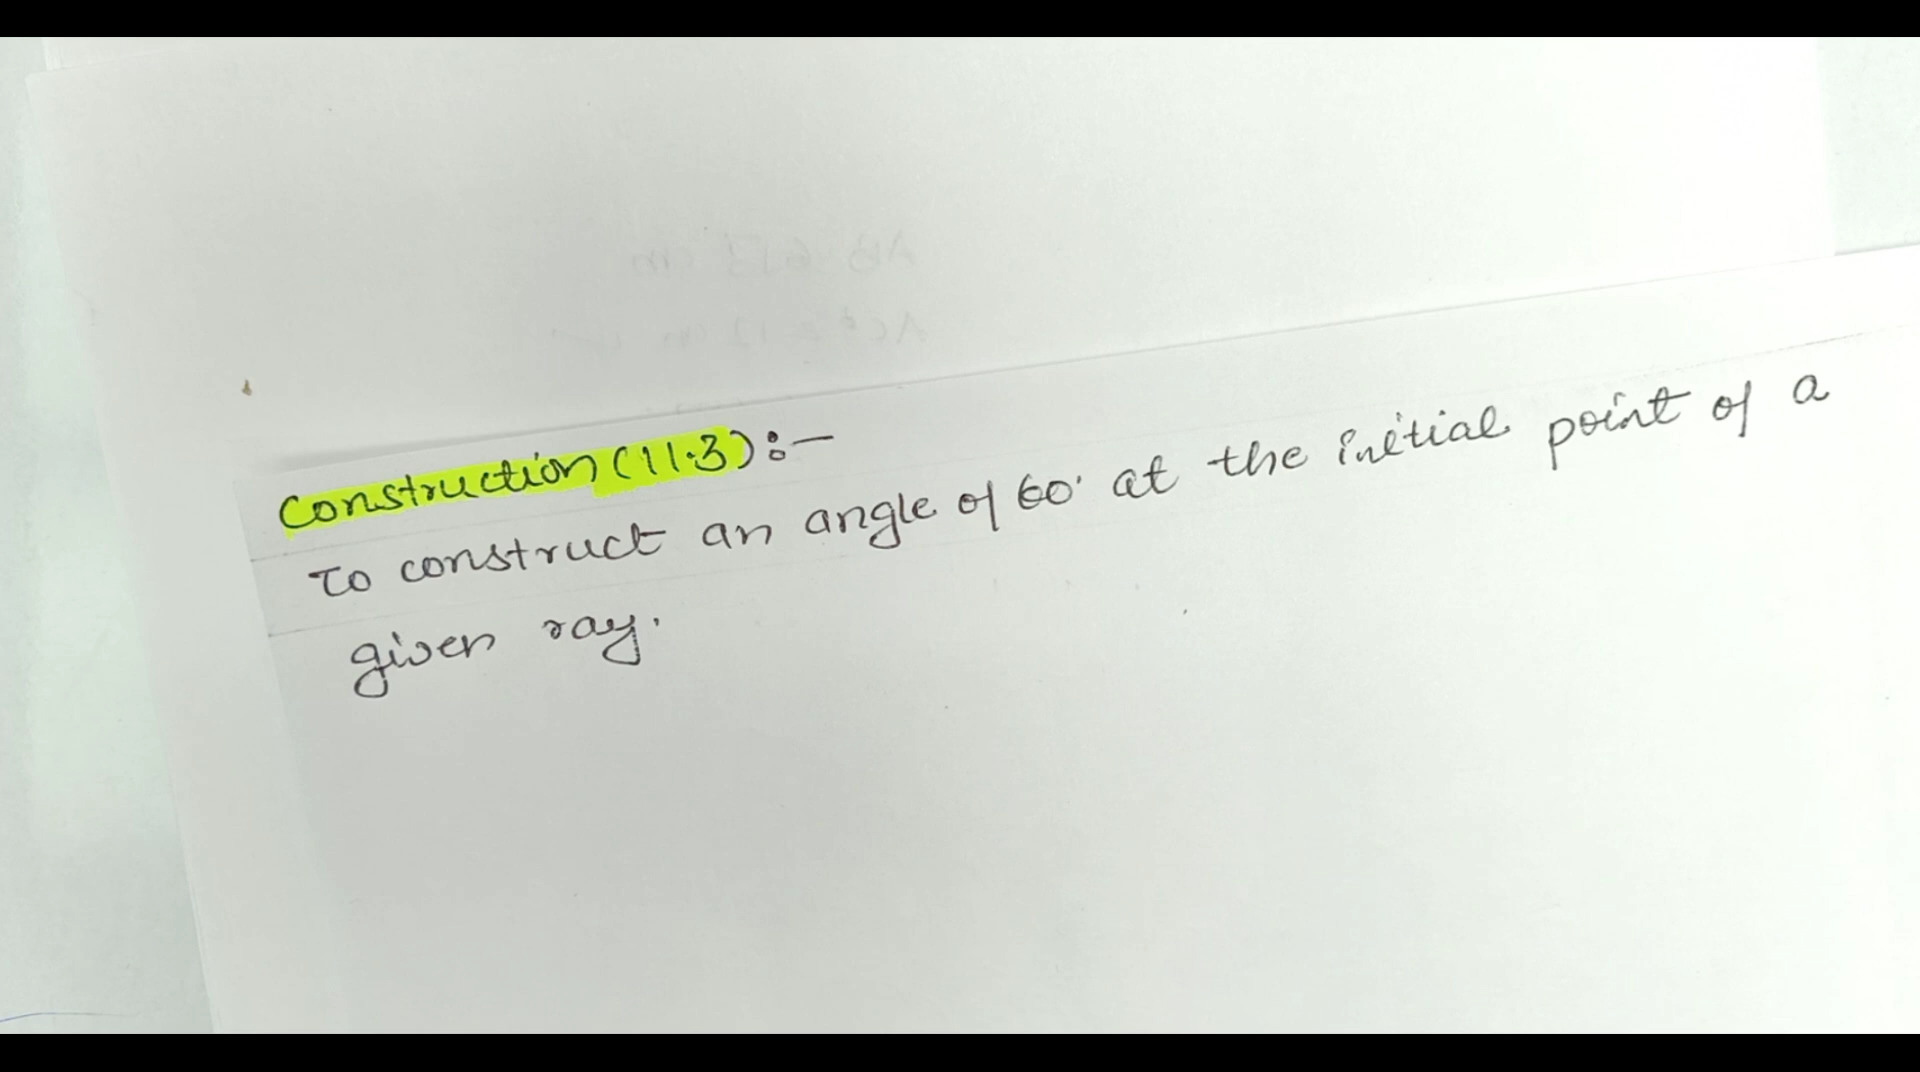 Construction (11.3):-
To construct an angle of 60° at the initial point of a
given ray.